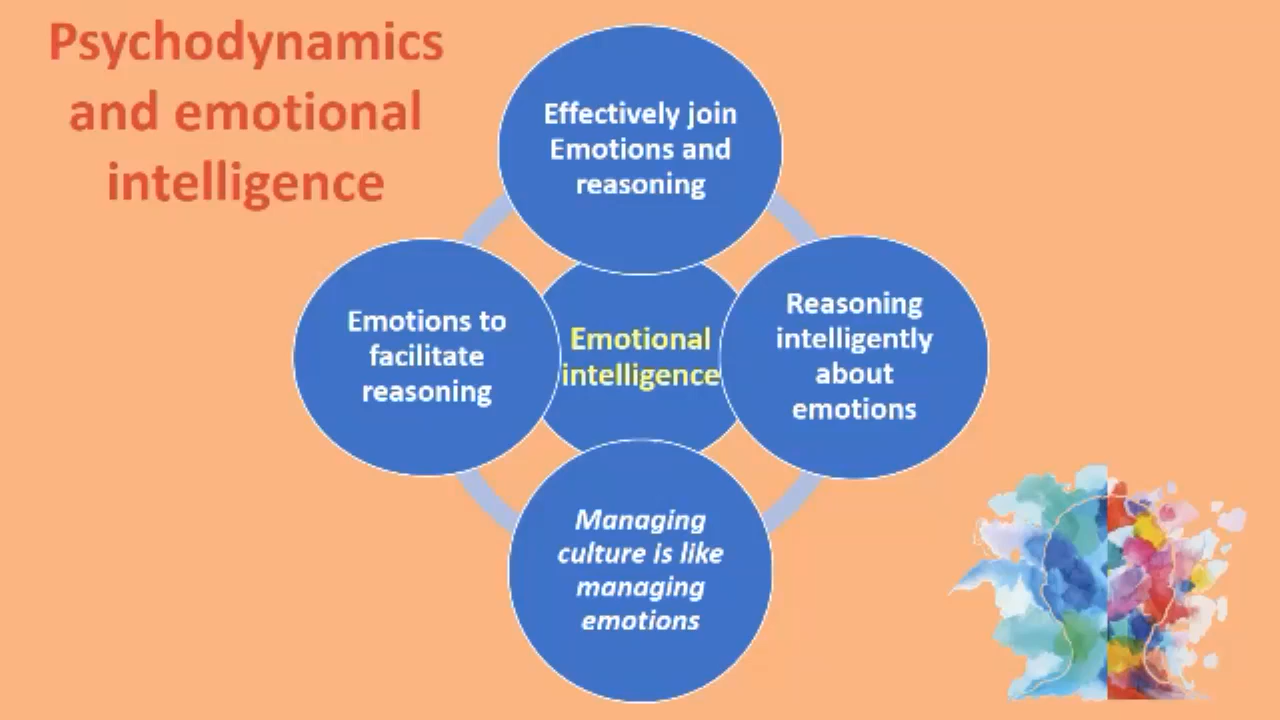 Psychodynamics
and emotional
intelligence
Effectively join
Emotions and
reasoning
Emotions to
facilitate
reasoning
Emotional
intelligence
Reasoning
intelligently
about
emotions
Managing
culture is like
managing
emotions